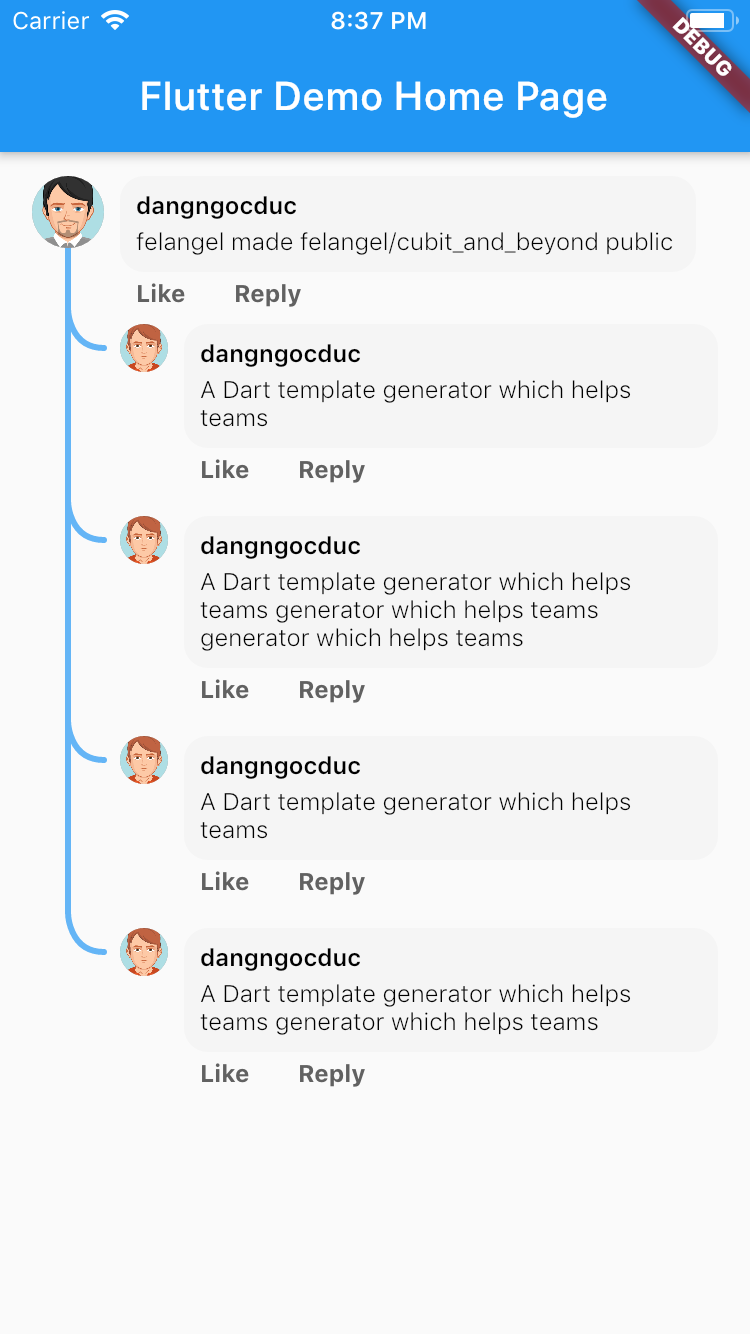 Carrier 8:37 PM
DEBUG
Flutter Demo Home Page
dangngocduc
felangel made felangel/cubit_and_beyond public
Like Reply
dangngocduc
A Dart template generator which helps
teams
Like Reply
dangngocduc
A Dart template generator which helps
teams generator which helps teams
generator which helps teams
Like Reply
dangngocduc
A Dart template generator which helps
teams
Like Reply
dangngocduc
A Dart template generator which helps
teams generator which helps teams
Like Reply